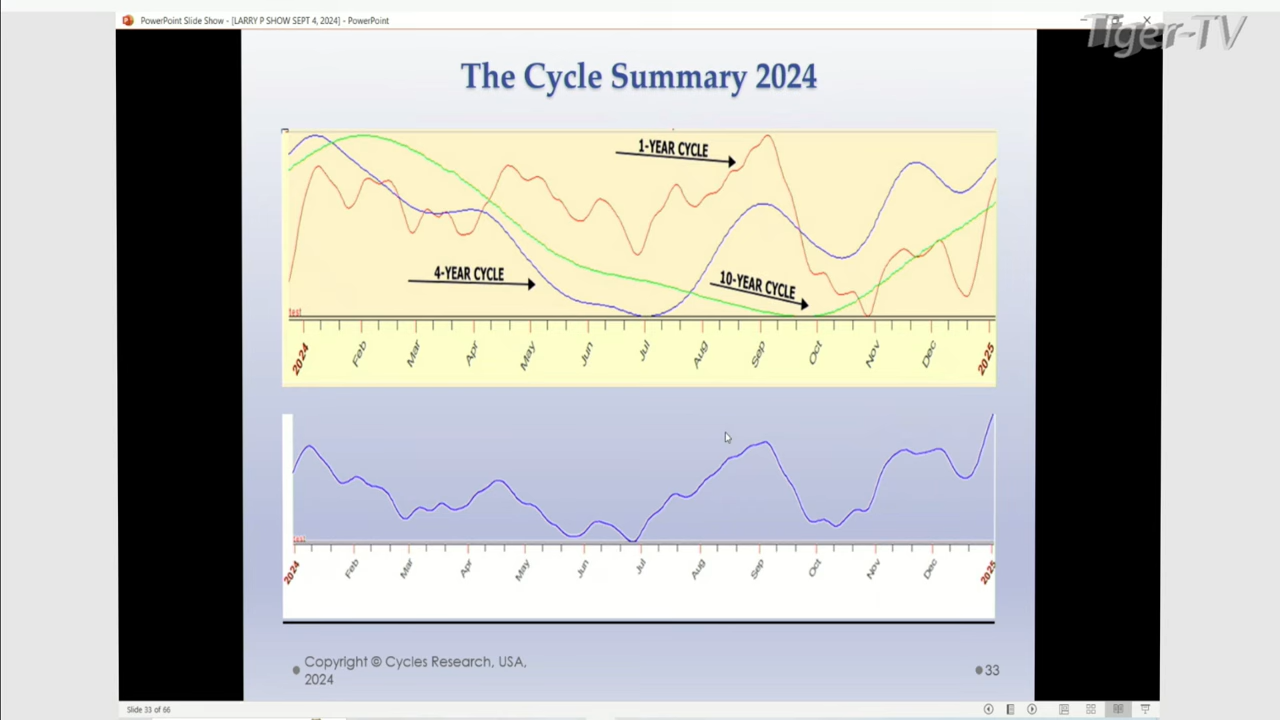 PowerPoint Slide Show - [LARRY P SHOW SEPT 4, 2024] - PowerPoint
Tiger-TV
The Cycle Summary 2024
1-YEAR CYCLE
4-YEAR CYCLE
10-YEAR CYCLE
test
2024 Feb Mar Apr May Jun Jul Aug Sep Oct Nov Dec 2025
test
2024 Feb Mar Apr May Jun Jul Aug Sep Oct Nov Dec 2025
Copyright © Cycles Research, USA,
2024
33
Slide 33 of 66